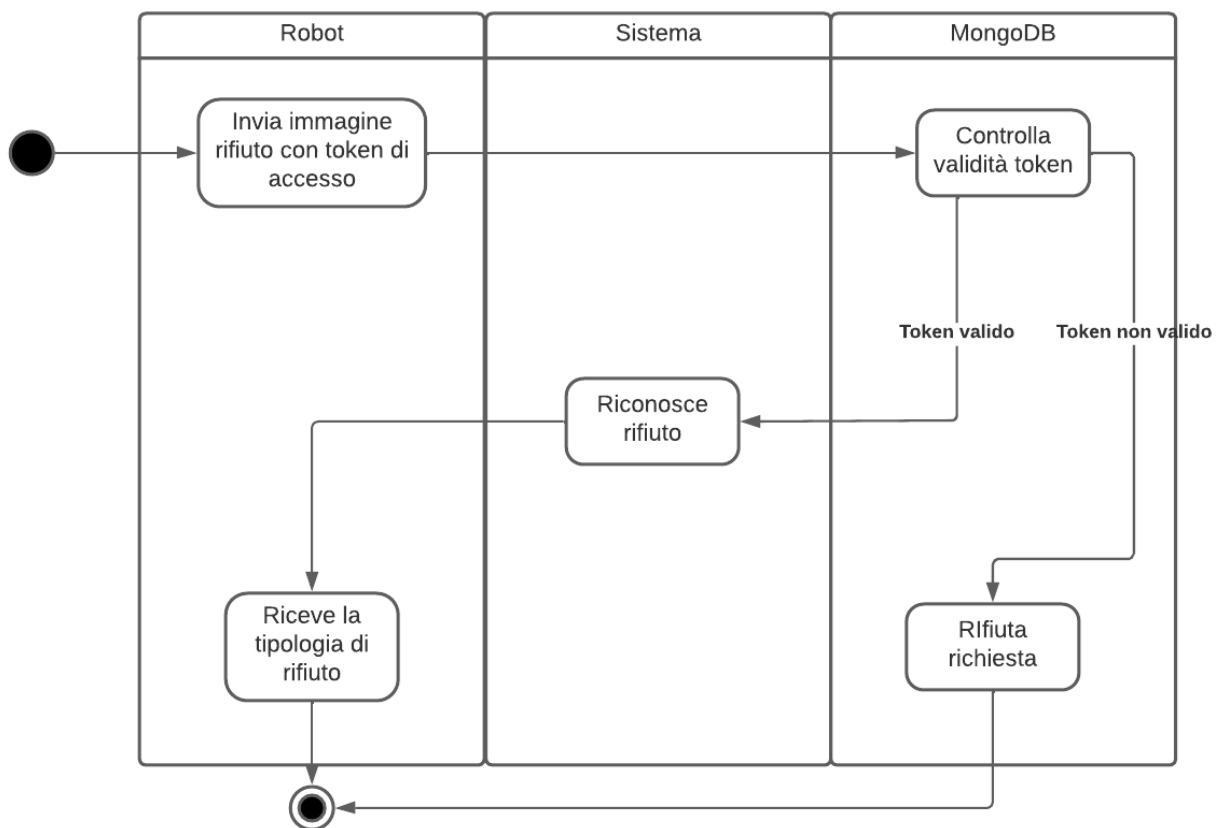 Robot
Sistema
MongoDB
Invia immagine
rifiuto con token di
accesso
Controlla
validità token
Token valido
Token non valido
Riconosce
rifiuto
Riceve la
tipologia di
rifiuto
RIfiuta
richiesta